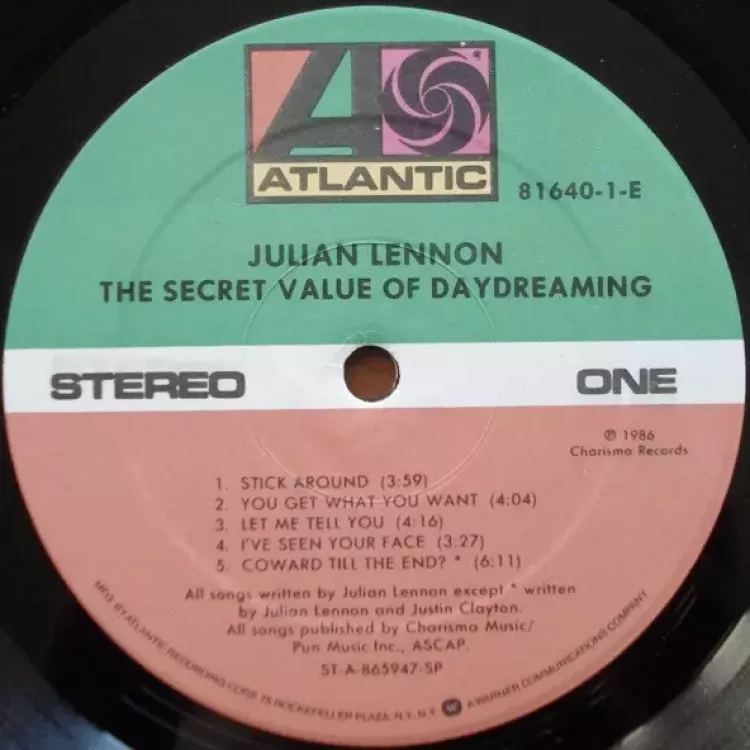 ATLANTIC
81640-1-E
JULIAN LENNON
THE SECRET VALUE OF DAYDREAMING
STEREO
ONE
℗ 1986
Charisma Records
1. STICK AROUND (3:59)
2. YOU GET WHAT YOU WANT (4:04)
3. LET ME TELL YOU (4:16)
4. I'VE SEEN YOUR FACE (3:27)
5. COWARD TILL THE END? * (6:11)
All songs written by Julian Lennon except * written
by Julian Lennon and Justin Clayton.
All songs published by Charisma Music/
Pun Music Inc., ASCAP.
ST-A-865947-SP
MFG. BY ATLANTIC RECORDING CORP. 75 ROCKEFELLER PLAZA, N.Y., N.Y. A WARNER COMMUNICATIONS COMPANY